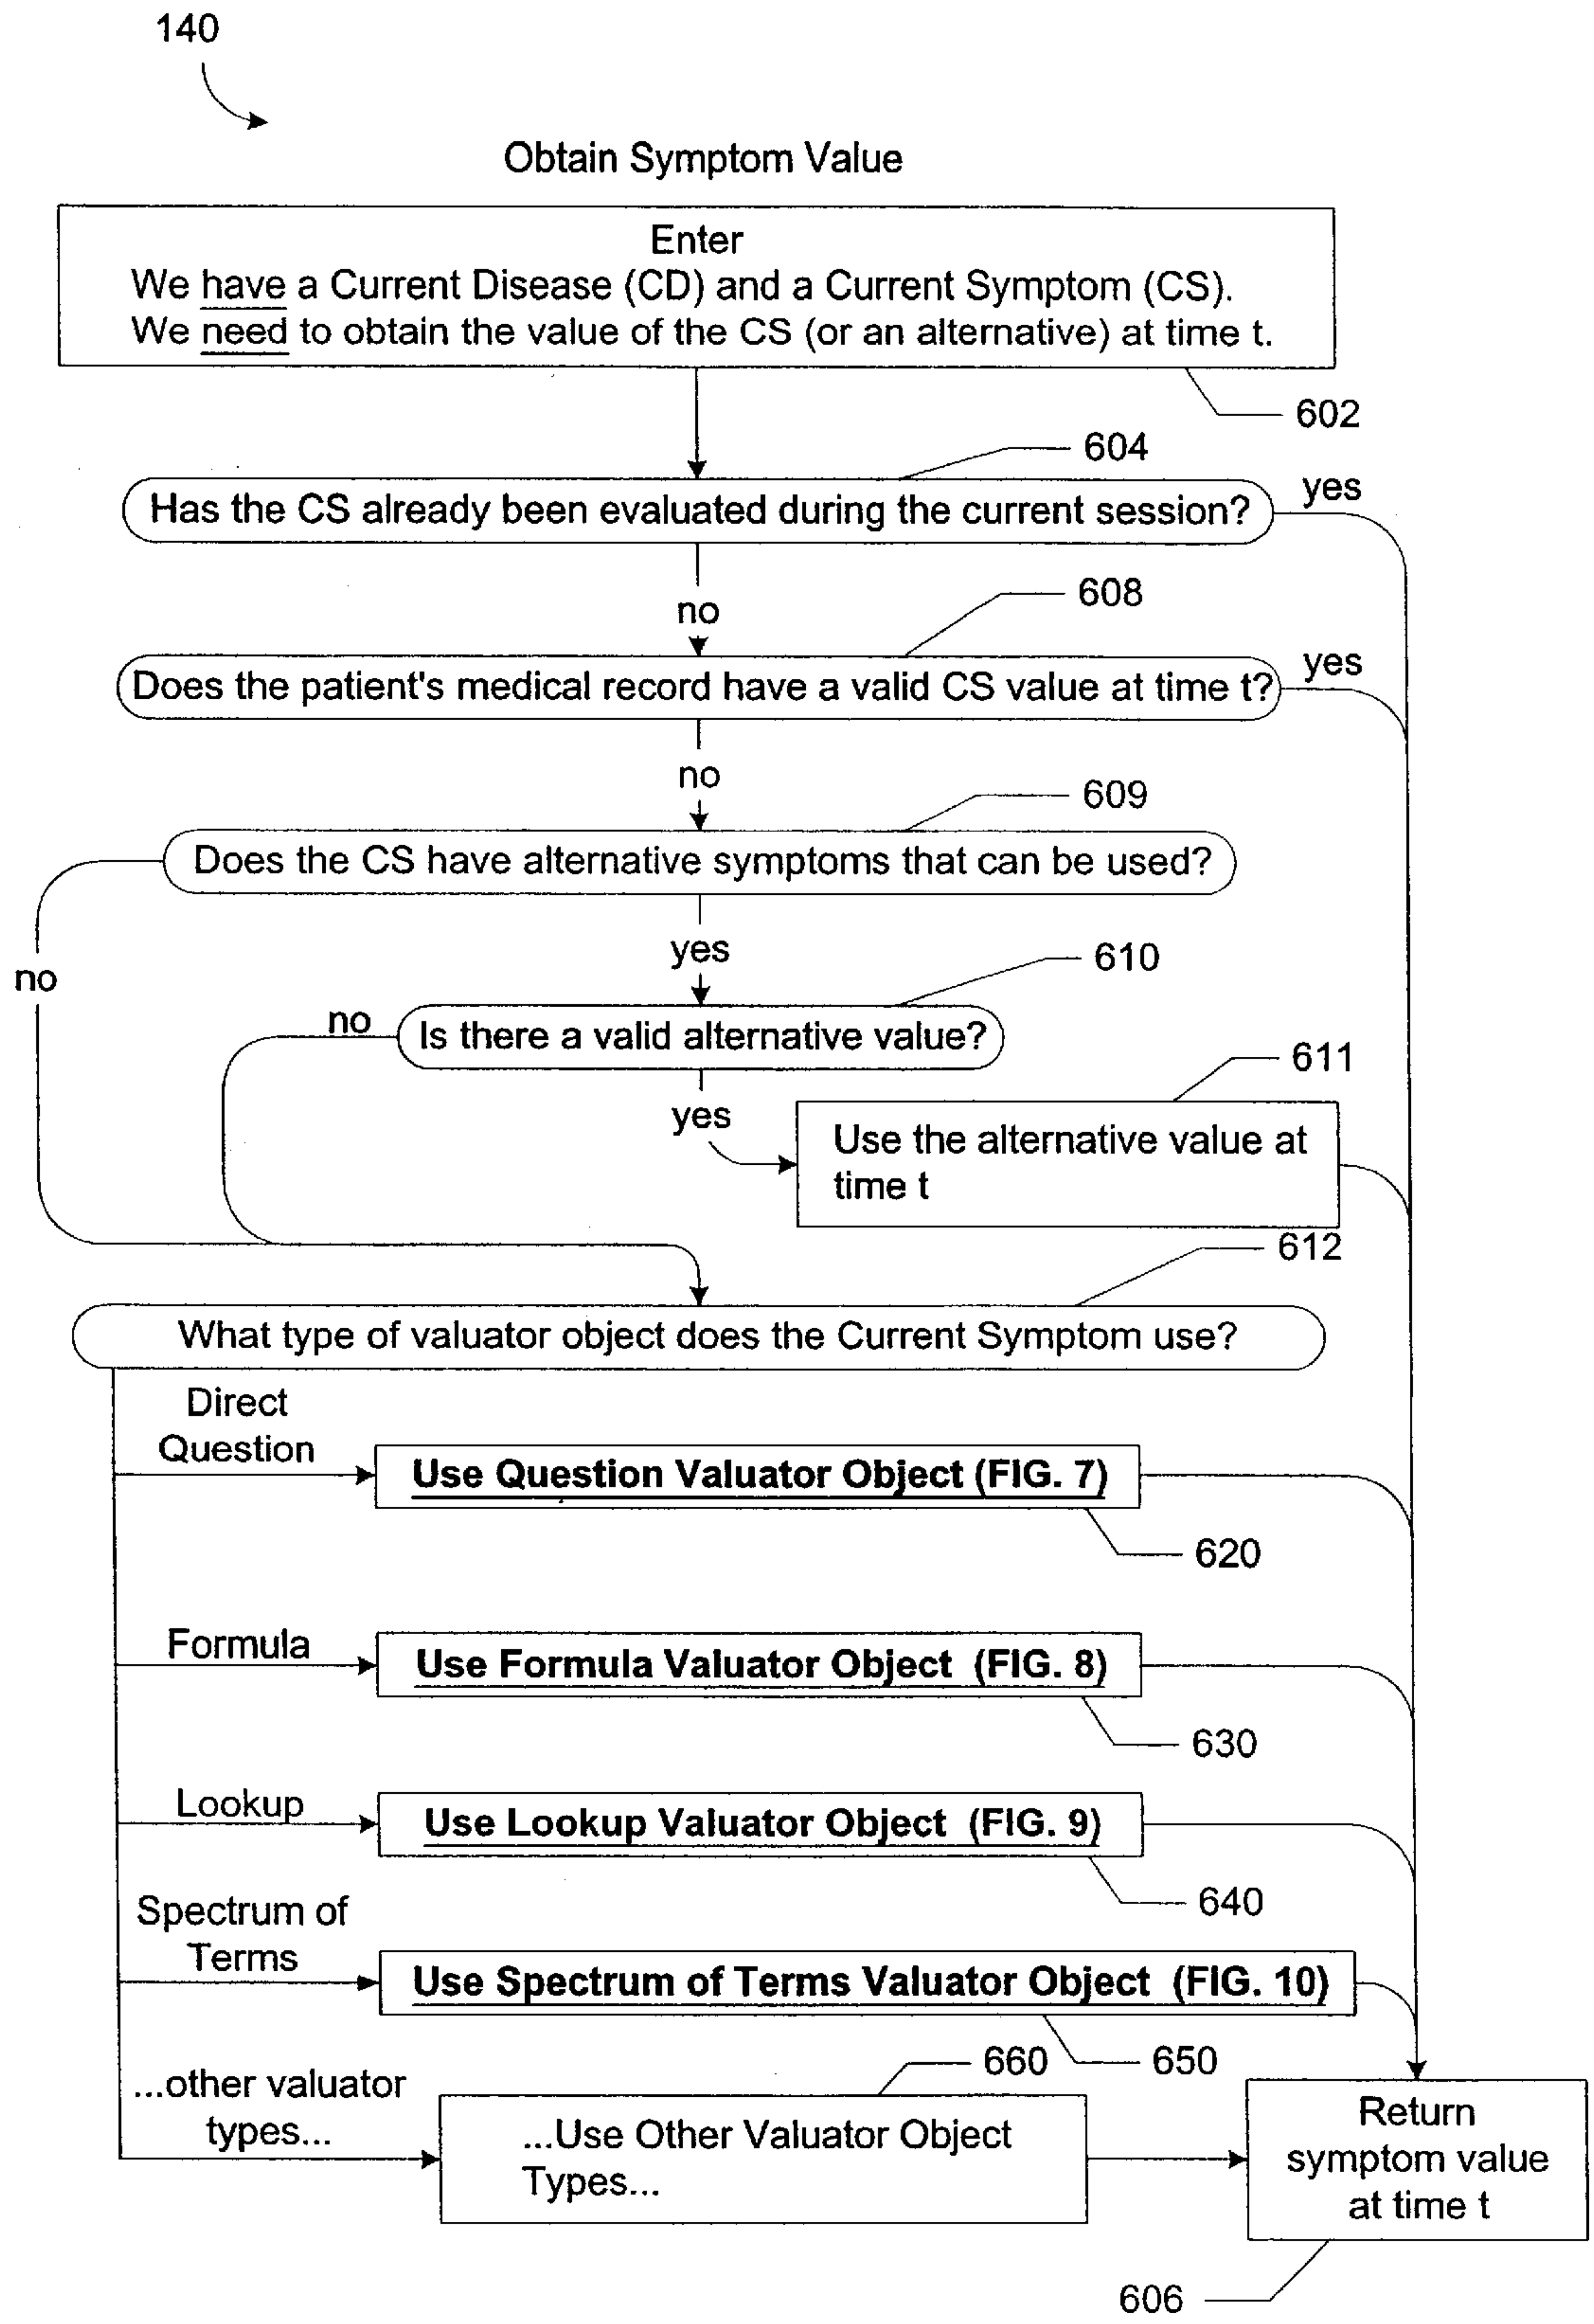 140
Obtain Symptom Value
Enter
We have a Current Disease (CD) and a Current Symptom (CS).
We need to obtain the value of the CS (or an alternative) at time t.
602
604
Has the CS already been evaluated during the current session?
yes
no
608
Does the patient's medical record have a valid CS value at time t?
yes
no
609
Does the CS have alternative symptoms that can be used?
no
yes
610
Is there a valid alternative value?
no
yes
611
Use the alternative value at
time t
612
What type of valuator object does the Current Symptom use?
Direct
Question
Use Question Valuator Object (FIG. 7)
620
Formula
Use Formula Valuator Object (FIG. 8)
630
Lookup
Use Lookup Valuator Object (FIG. 9)
640
Spectrum of
Terms
Use Spectrum of Terms Valuator Object (FIG. 10)
650
660
...other valuator
types...
...Use Other Valuator Object
Types...
Return
symptom value
at time t
606